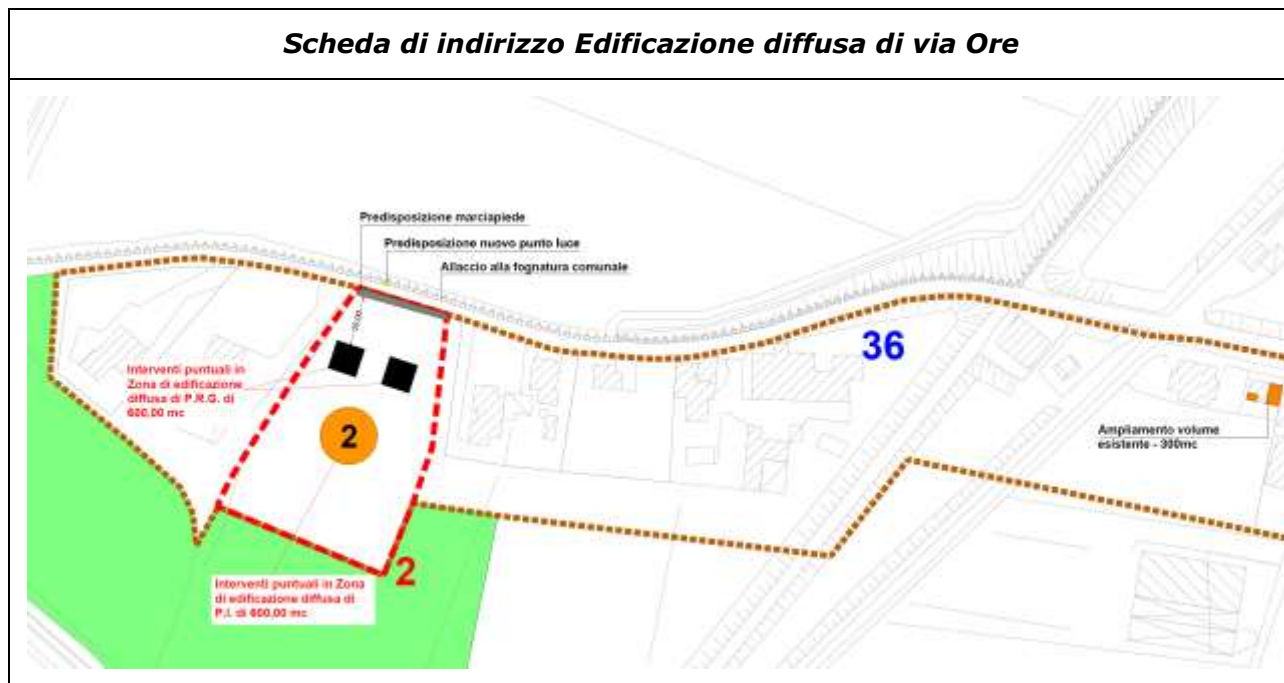 Scheda di indirizzo Edificazione diffusa di via Ore
Predisposizione marciapiede
Predisposizione nuovo punto luce
Allaccio alla fognatura comunale
36
Interventi puntuali in
Zona di edificazione
diffusa di P.R.G. di
600,00 mc
2
Ampliamento volume
esistente - 300mc
2
Interventi puntuali in Zona
di edificazione diffusa di
P.I. di 600,00 mc